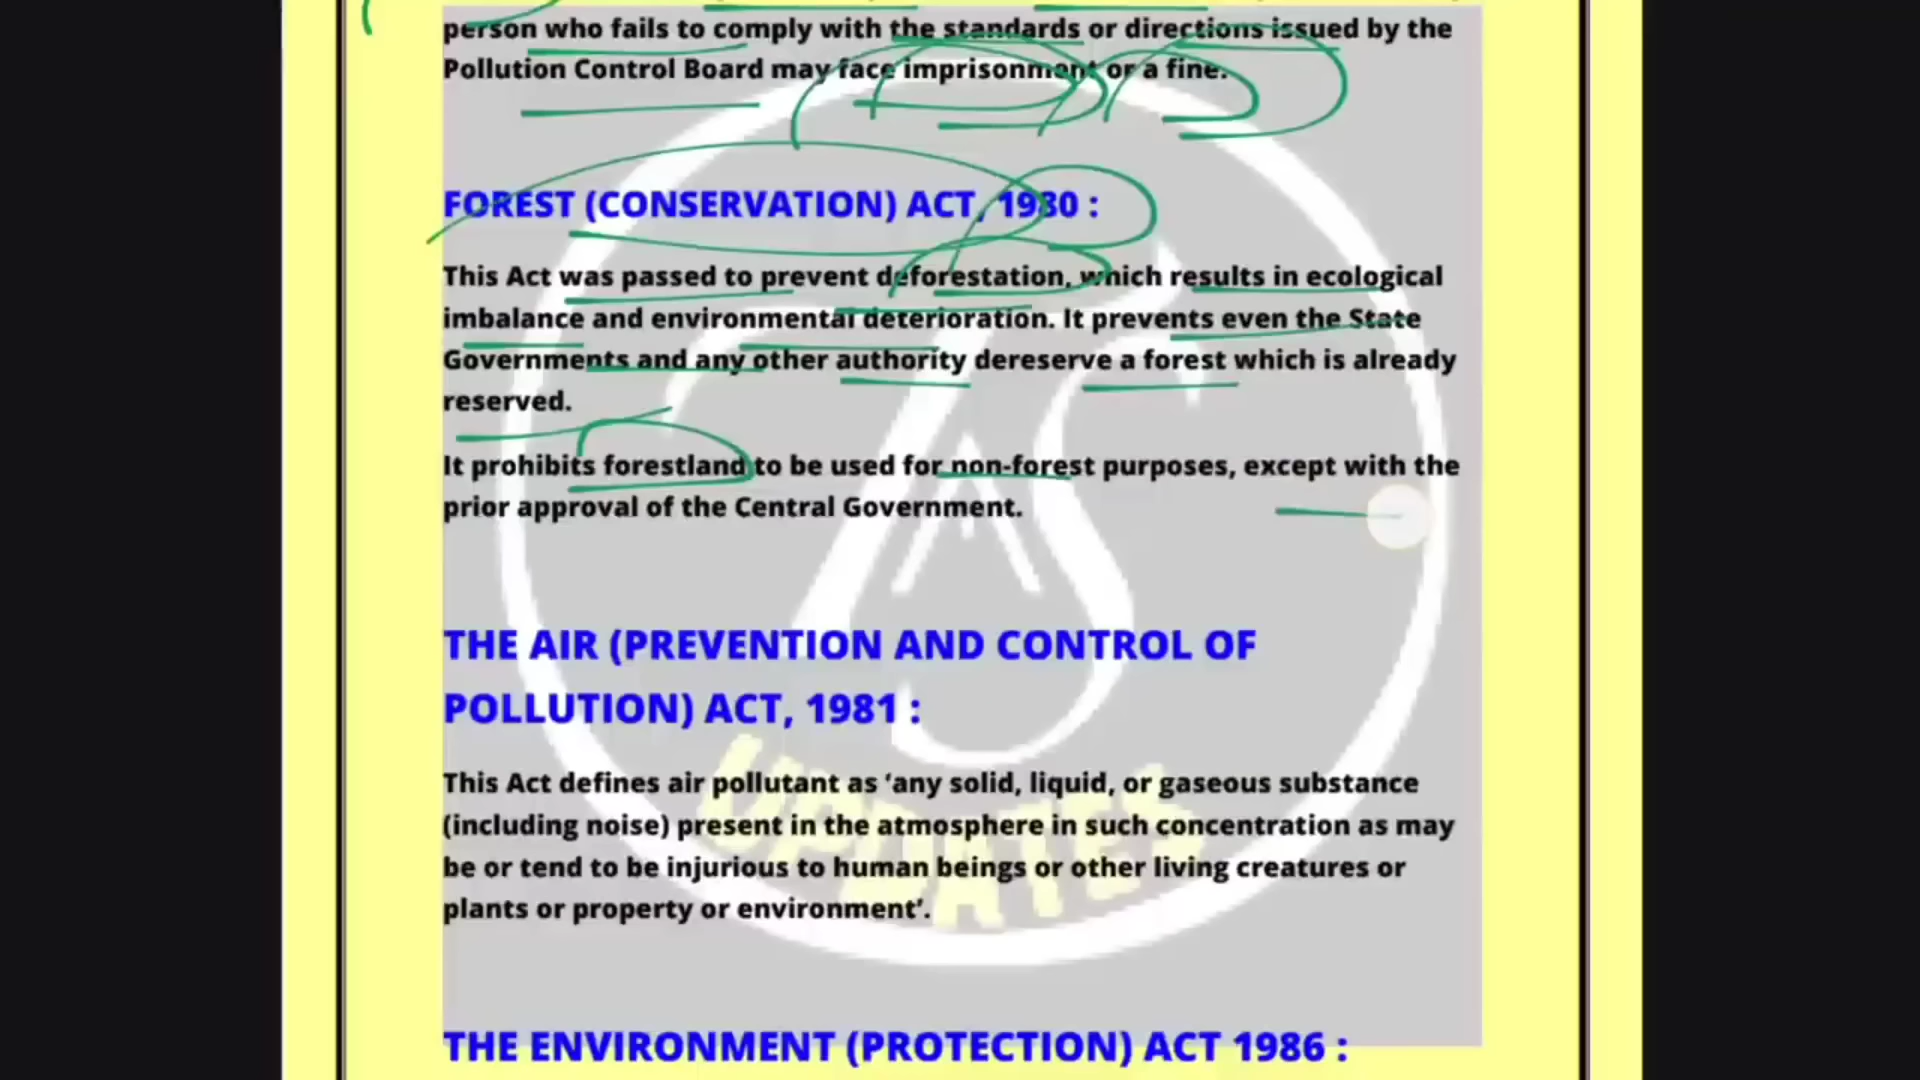 person who fails to comply with the standards or directions issued by the
Pollution Control Board may face imprisonment or a fine.
FOREST (CONSERVATION) ACT, 1980 :
This Act was passed to prevent deforestation, which results in ecological
imbalance and environmental deterioration. It prevents even the State
Governments and any other authority dereserve a forest which is already
reserved.
It prohibits forestland to be used for non-forest purposes, except with the
prior approval of the Central Government.
THE AIR (PREVENTION AND CONTROL OF
POLLUTION) ACT, 1981 :
This Act defines air pollutant as ‘any solid, liquid, or gaseous substance
(including noise) present in the atmosphere in such concentration as may
be or tend to be injurious to human beings or other living creatures or
plants or property or environment’.
UPDATES
THE ENVIRONMENT (PROTECTION) ACT 1986 :